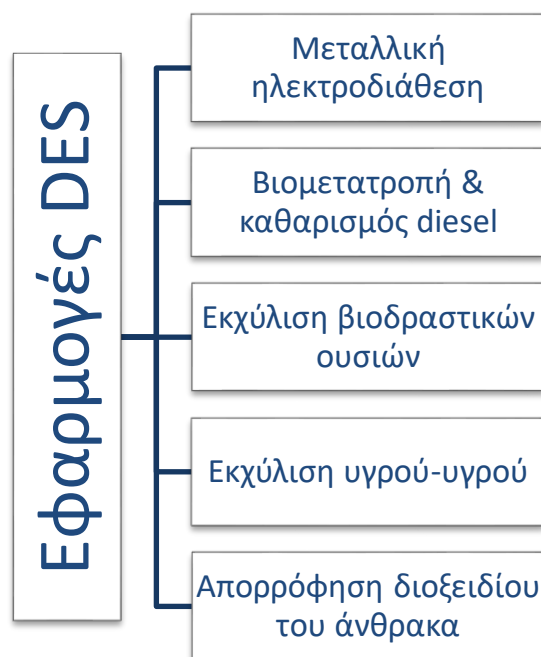 Εφαρμογές DES
Μεταλλική
ηλεκτροδιάθεση
Βιομετατροπή &
καθαρισμός diesel
Εκχύλιση βιοδραστικών
ουσιών
Εκχύλιση υγρού-υγρού
Απορρόφηση διοξειδίου
του άνθρακα